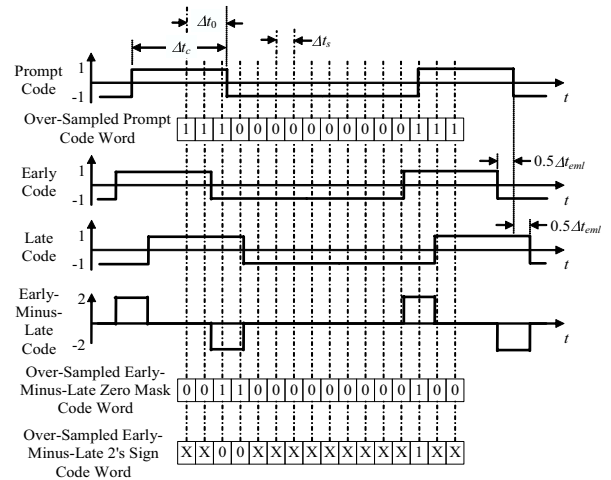 Δt₀
Δt_c
Δt_s
Prompt
Code
1
-1
t
Over-Sampled Prompt
Code Word
1 1 1 0 0 0 0 0 0 0 0 0 0 1 1 1
Early
Code
1
-1
t
0.5Δt_eml
Late
Code
1
-1
t
0.5Δt_eml
Early-
Minus-
Late
Code
2
-2
t
Over-Sampled Early-
Minus-Late Zero Mask
Code Word
0 0 1 1 0 0 0 0 0 0 0 0 0 1 0 0
Over-Sampled Early-
Minus-Late 2's Sign
Code Word
X X 0 0 X X X X X X X X X 1 X X